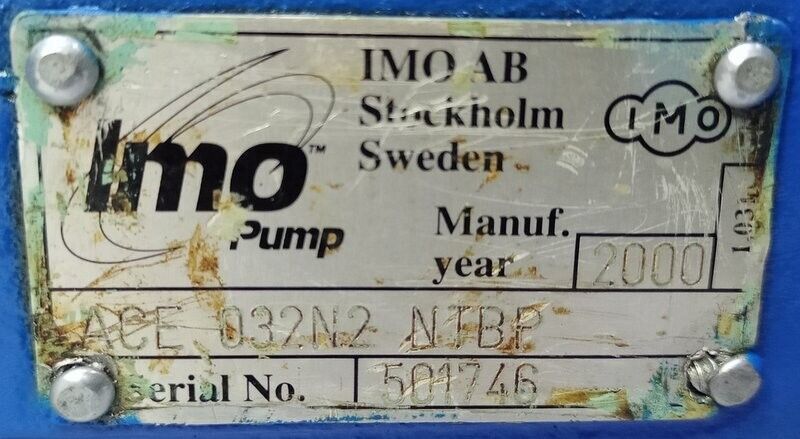 IMO AB
Stockholm
Sweden
IMO
Imo™
Pump
Manuf.
year 2000
ACE 032N2 NTBP
Serial No. 501746